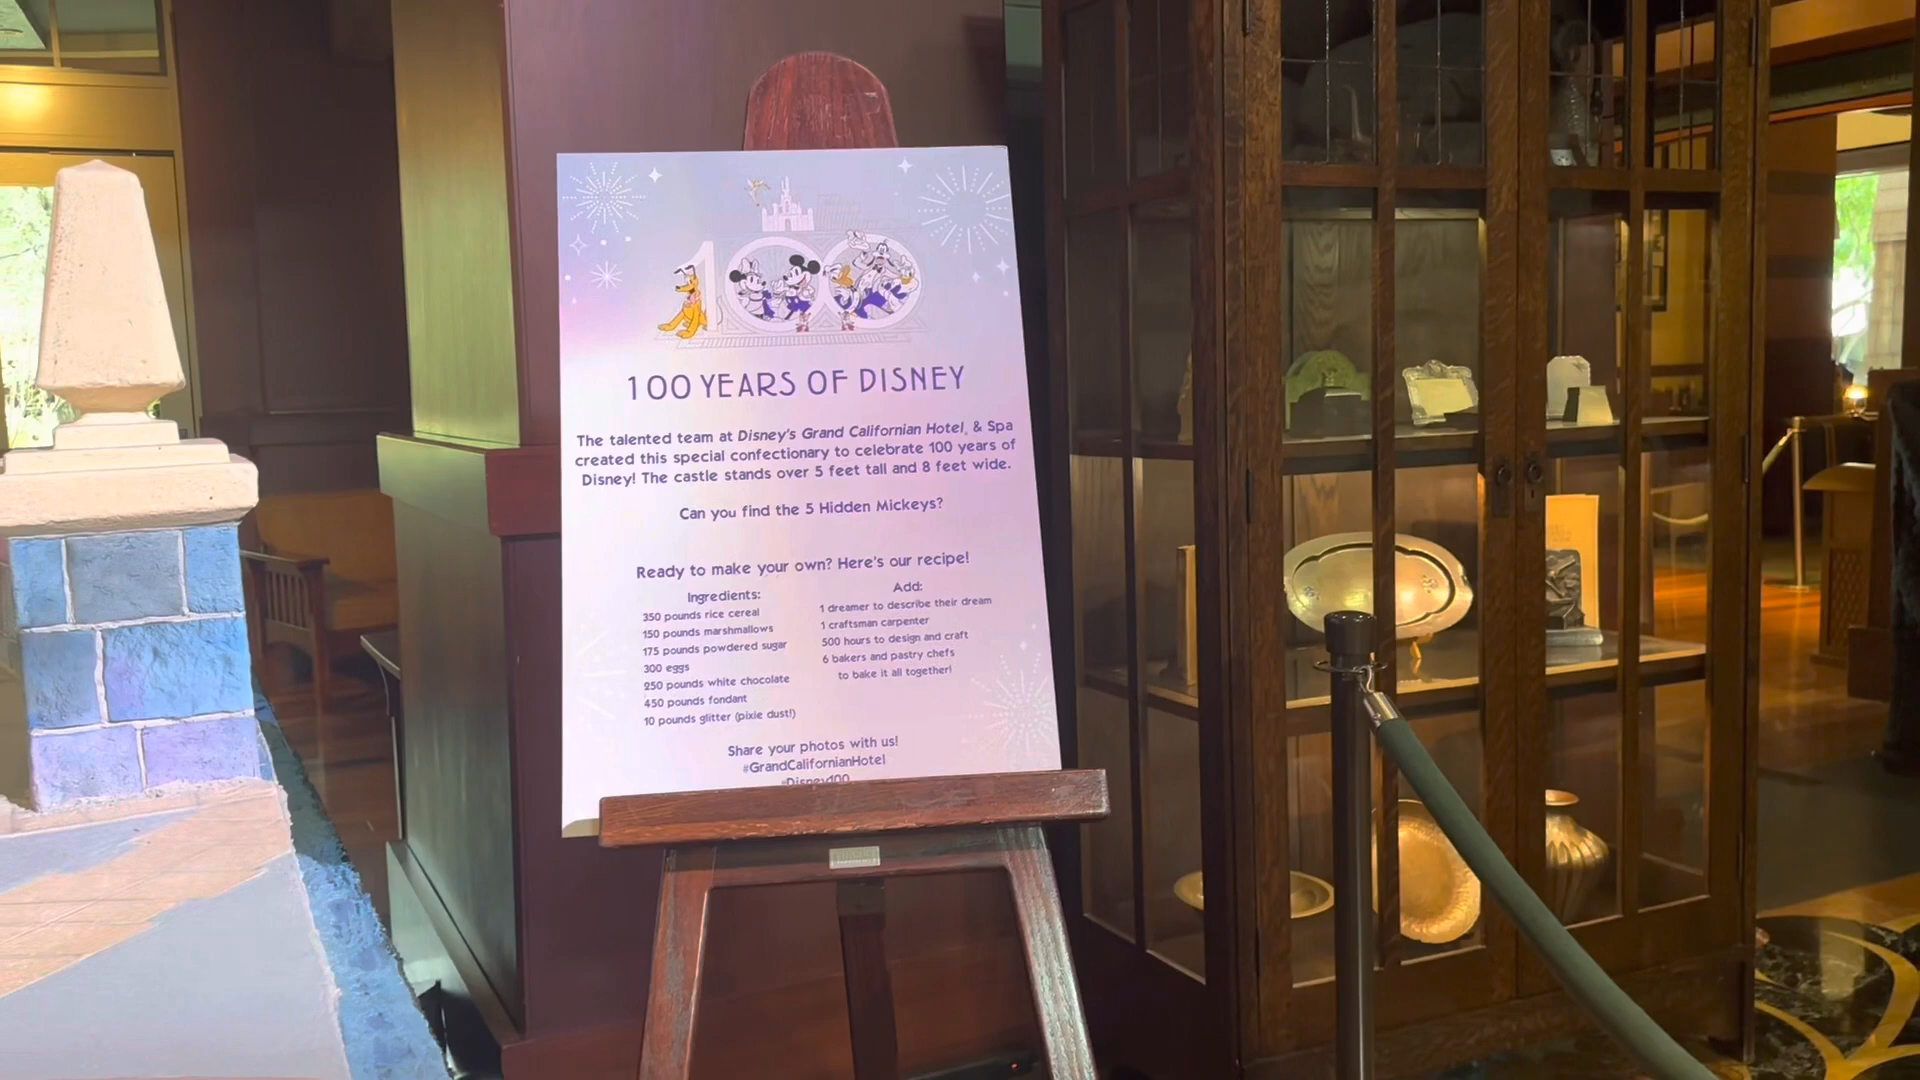 100
100 YEARS OF DISNEY
The talented team at Disney's Grand Californian Hotel, & Spa
created this special confectionary to celebrate 100 years of
Disney! The castle stands over 5 feet tall and 8 feet wide.
Can you find the 5 Hidden Mickeys?
Ready to make your own? Here's our recipe!
Ingredients:
350 pounds rice cereal
150 pounds marshmallows
175 pounds powdered sugar
300 eggs
250 pounds white chocolate
450 pounds fondant
10 pounds glitter (pixie dust!)
Add:
1 dreamer to describe their dream
1 craftsman carpenter
500 hours to design and craft
6 bakers and pastry chefs
to bake it all together!
Share your photos with us!
#GrandCalifornianHotel
#Disney100